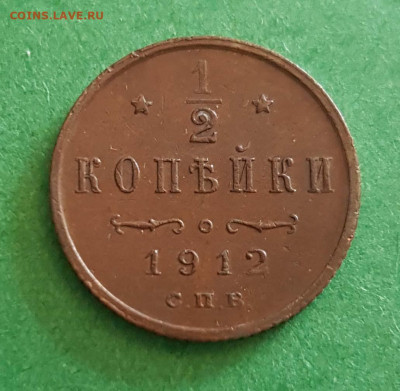 COINS.LAVE.RU
1/2
КОПѢЙКИ
1912
С.П.Б.